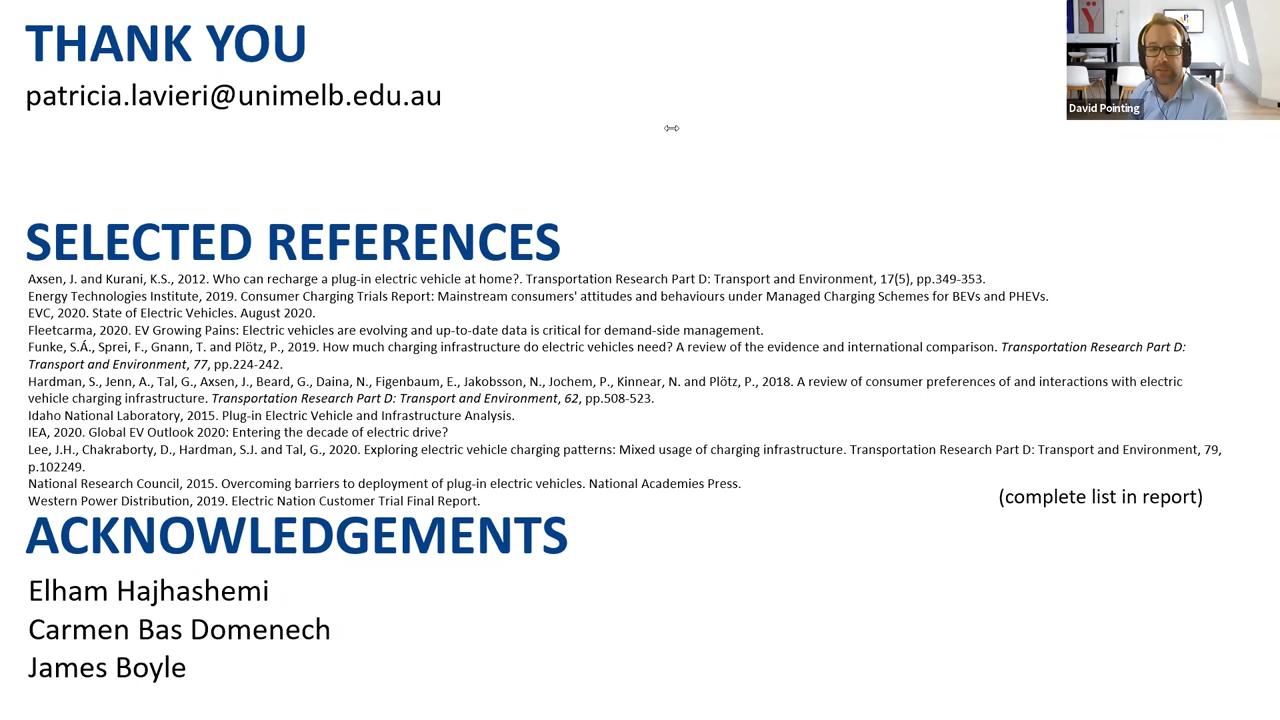 THANK YOU
patricia.lavieri@unimelb.edu.au
David Pointing
SELECTED REFERENCES
Axsen, J. and Kurani, K.S., 2012. Who can recharge a plug-in electric vehicle at home?. Transportation Research Part D: Transport and Environment, 17(5), pp.349-353.
Energy Technologies Institute, 2019. Consumer Charging Trials Report: Mainstream consumers' attitudes and behaviours under Managed Charging Schemes for BEVs and PHEVs.
EVC, 2020. State of Electric Vehicles. August 2020.
Fleetcarma, 2020. EV Growing Pains: Electric vehicles are evolving and up-to-date data is critical for demand-side management.
Funke, S.Á., Sprei, F., Gnann, T. and Plötz, P., 2019. How much charging infrastructure do electric vehicles need? A review of the evidence and international comparison. Transportation Research Part D:
Transport and Environment, 77, pp.224-242.
Hardman, S., Jenn, A., Tal, G., Axsen, J., Beard, G., Daina, N., Figenbaum, E., Jakobsson, N., Jochem, P., Kinnear, N. and Plötz, P., 2018. A review of consumer preferences of and interactions with electric
vehicle charging infrastructure. Transportation Research Part D: Transport and Environment, 62, pp.508-523.
Idaho National Laboratory, 2015. Plug-in Electric Vehicle and Infrastructure Analysis.
IEA, 2020. Global EV Outlook 2020: Entering the decade of electric drive?
Lee, J.H., Chakraborty, D., Hardman, S.J. and Tal, G., 2020. Exploring electric vehicle charging patterns: Mixed usage of charging infrastructure. Transportation Research Part D: Transport and Environment, 79,
p.102249.
National Research Council, 2015. Overcoming barriers to deployment of plug-in electric vehicles. National Academies Press.
Western Power Distribution, 2019. Electric Nation Customer Trial Final Report.
(complete list in report)
ACKNOWLEDGEMENTS
Elham Hajhashemi
Carmen Bas Domenech
James Boyle